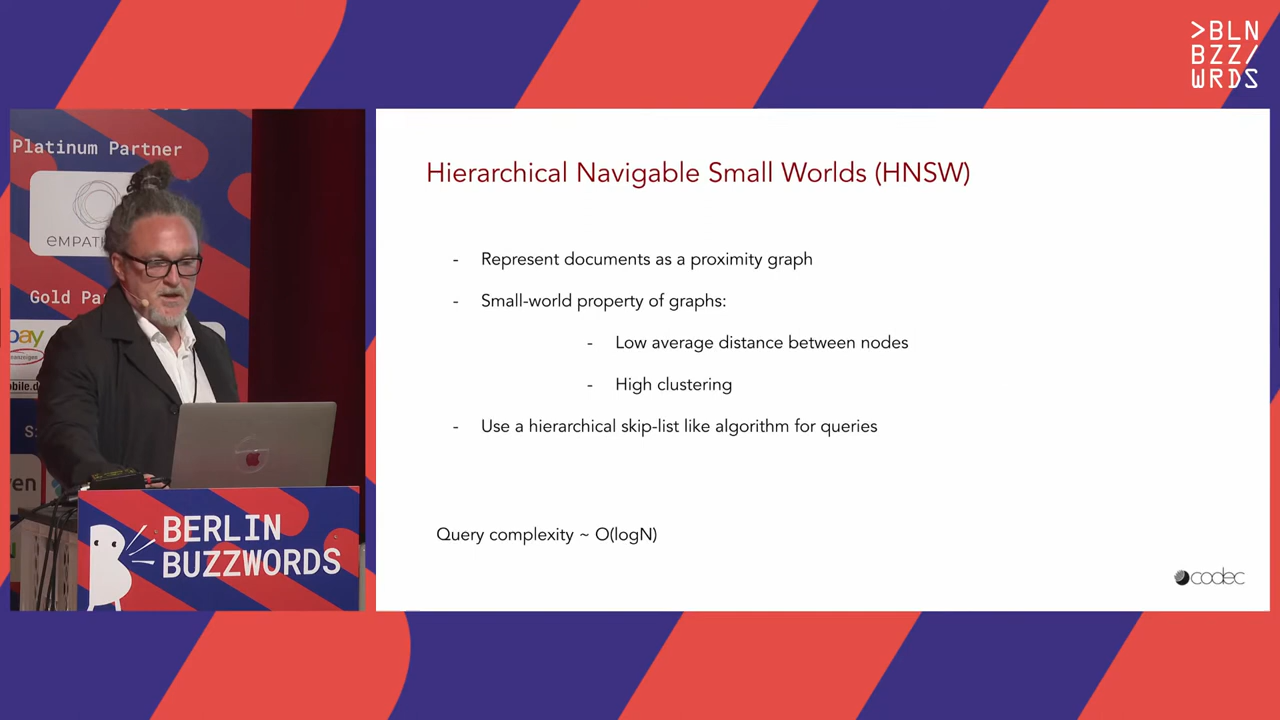 >BLN
BZZ/
WRDS
Platinum Partner
Gold Pa
Hierarchical Navigable Small Worlds (HNSW)
- Represent documents as a proximity graph
- Small-world property of graphs:
- Low average distance between nodes
- High clustering
- Use a hierarchical skip-list like algorithm for queries
Query complexity ~ O(logN)
codec
BERLIN
BUZZWORDS